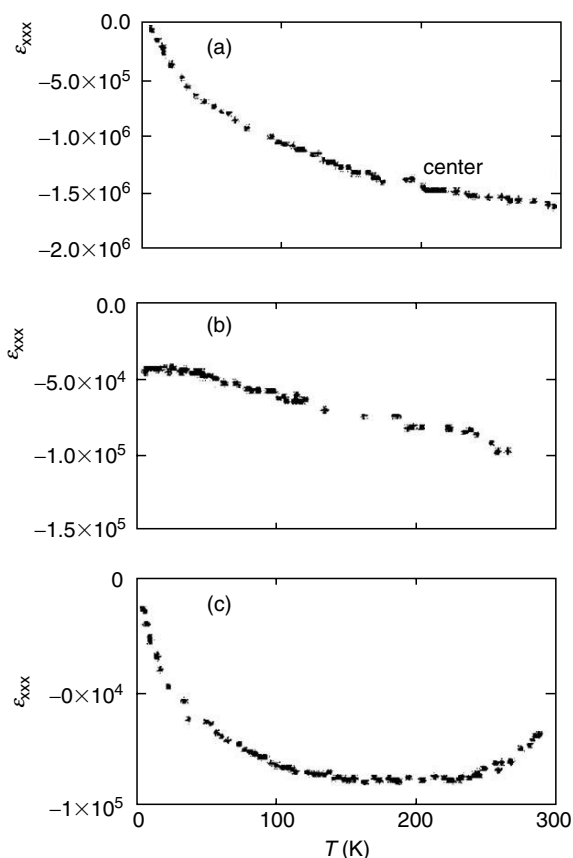 0.0
(a)
εxxx
−5.0×10⁵
−1.0×10⁶
center
−1.5×10⁶
−2.0×10⁶
0.0
(b)
εxxx
−5.0×10⁴
−1.0×10⁵
−1.5×10⁵
0
(c)
εxxx
−0×10⁴
−1×10⁵
0 100 200 300
T (K)